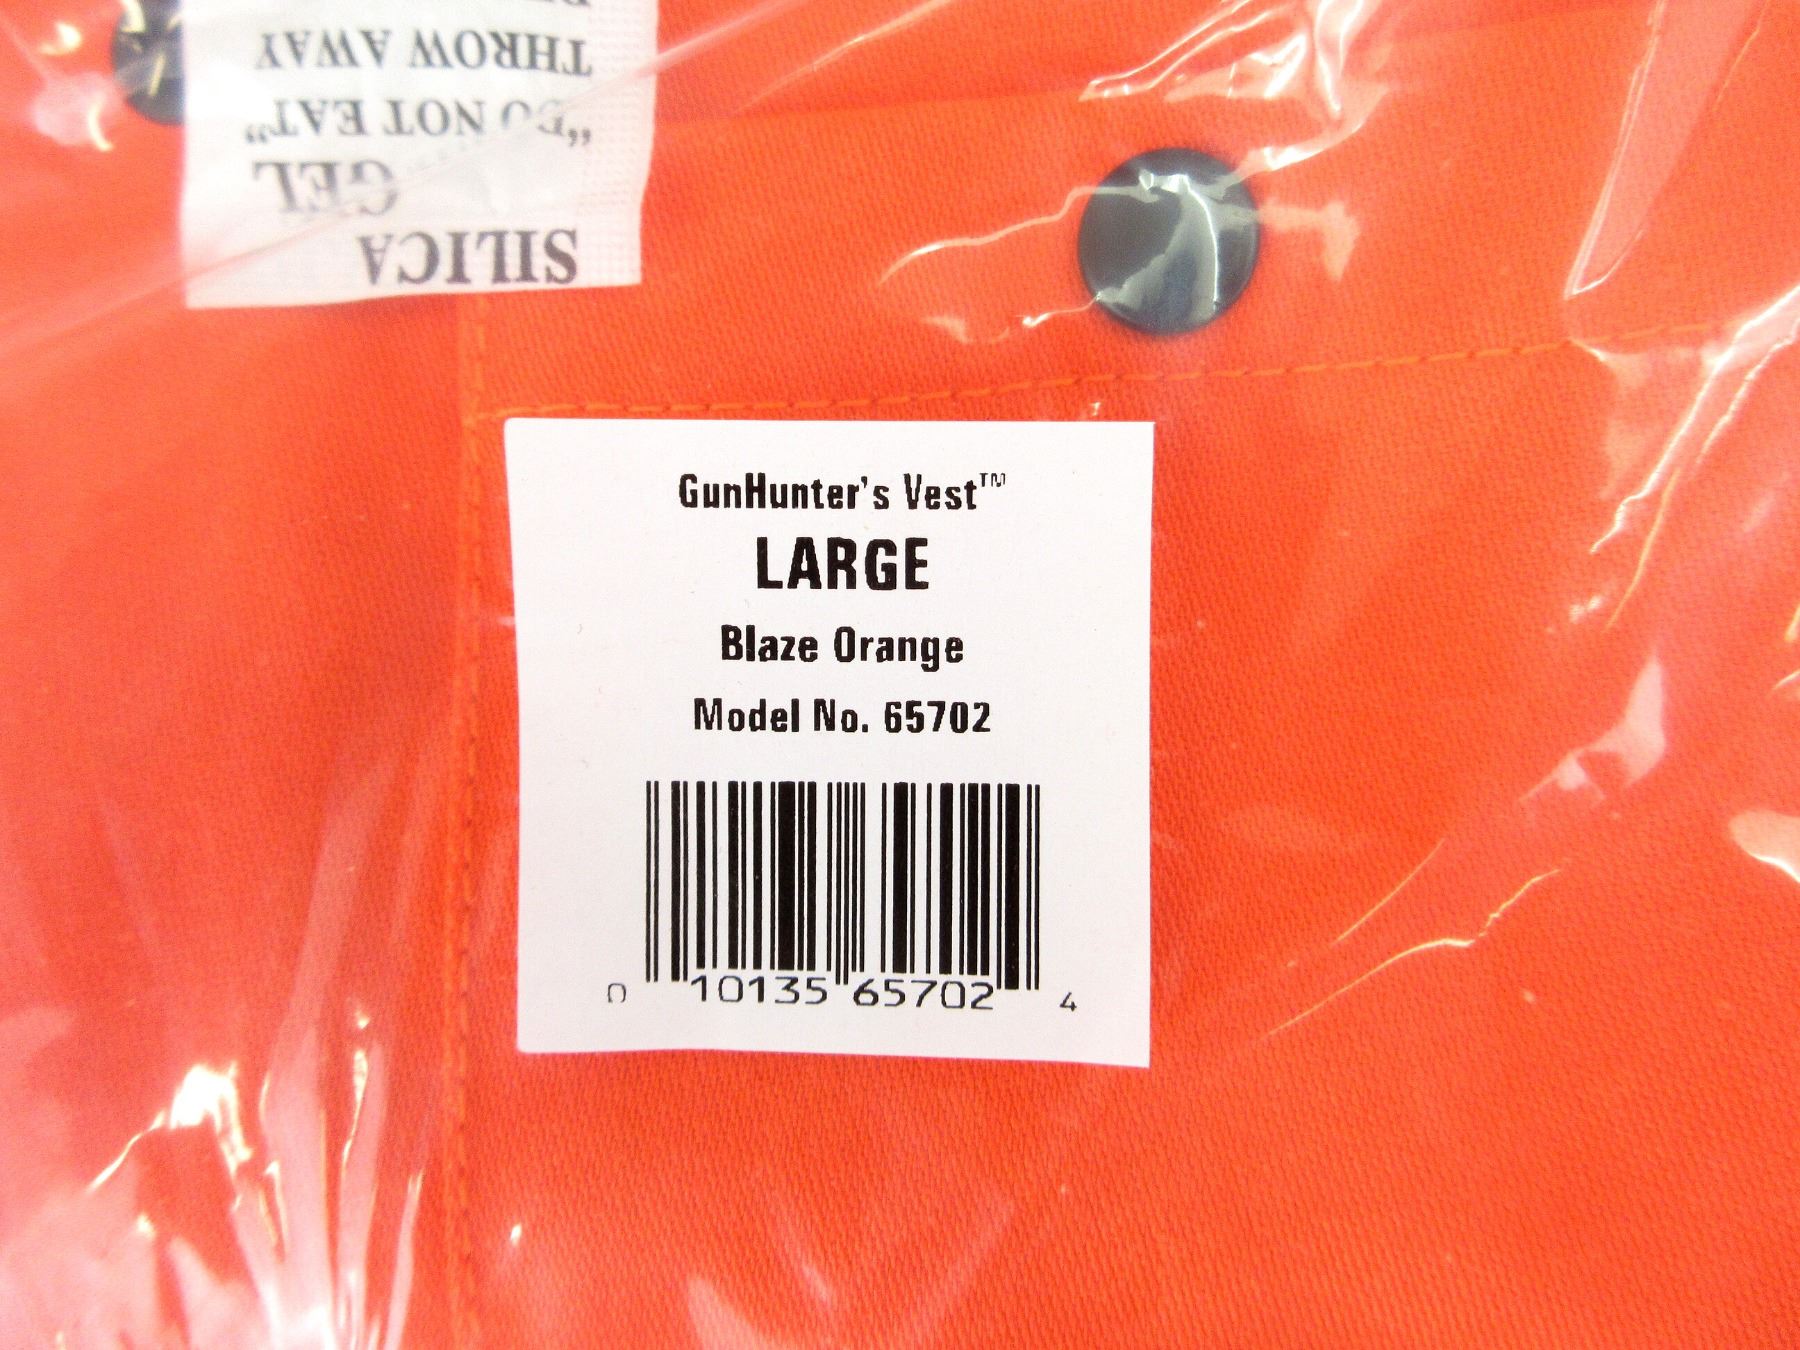 THROW AWAY
"DO NOT EAT"
GEL
SILICA
GunHunter's Vest™
LARGE
Blaze Orange
Model No. 65702
0 10135 65702 4